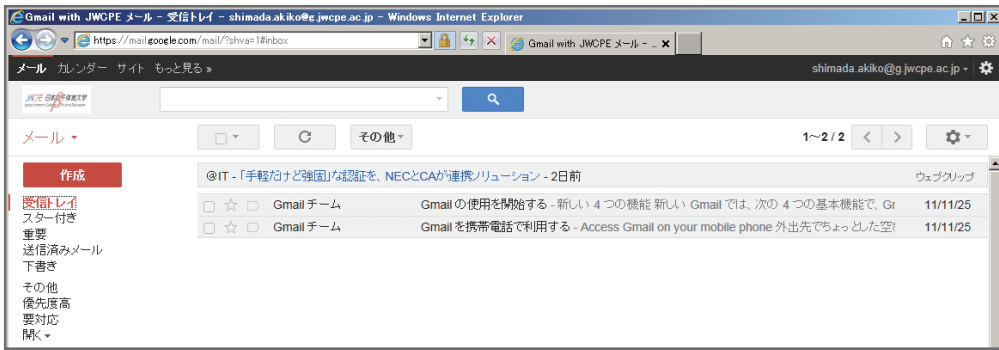 Gmail with JWCPE メール - 受信トレイ - shimada.akiko@g.jwcpe.ac.jp - Windows Internet Explorer
https://mail.google.com/mail/?shva=1#inbox
Gmail with JWCPE メール - ...
メール カレンダー サイト もっと見る »
shimada.akiko@g.jwcpe.ac.jp
メール
その他
1~2 / 2
作成
@IT - 「手軽だけど強固」な認証を、NECとCAが連携ソリューション - 2日前
ウェブクリップ
受信トレイ
Gmail チーム Gmail の使用を開始する - 新しい 4 つの機能 新しい Gmail では、次の 4 つの基本機能で、Gr 11/11/25
スター付き
Gmail チーム Gmail を携帯電話で利用する - Access Gmail on your mobile phone 外出先でちょっとした空き 11/11/25
重要
送信済みメール
下書き
その他
優先度高
要対応
開く